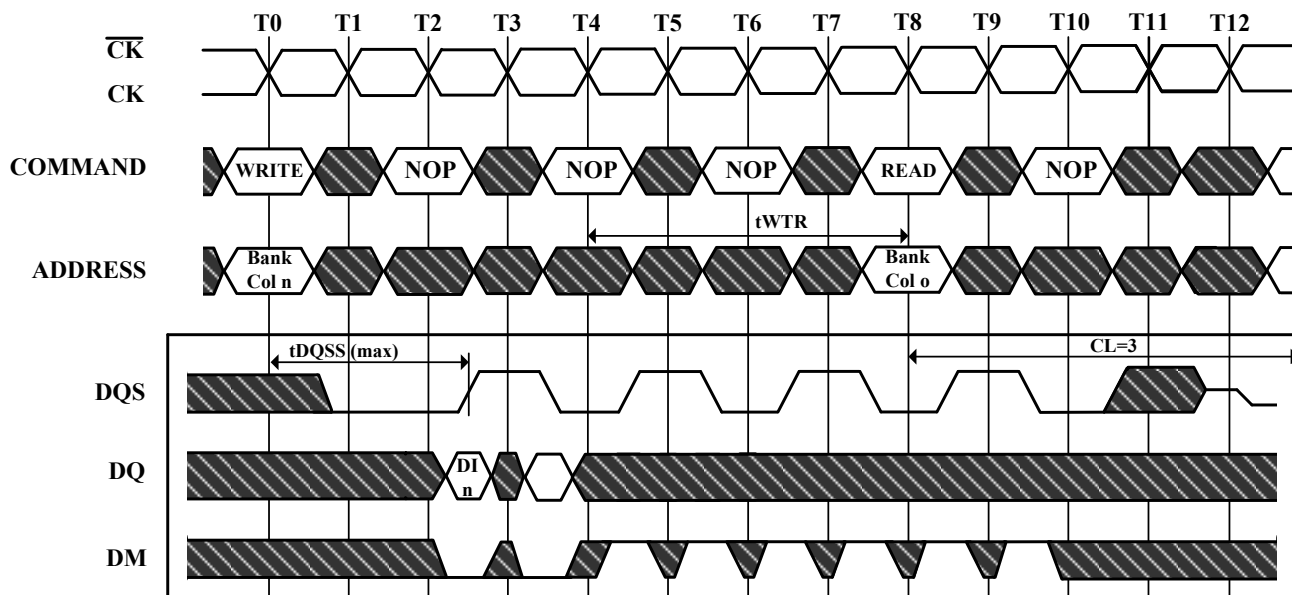 T0 T1 T2 T3 T4 T5 T6 T7 T8 T9 T10 T11 T12
CK
CK
COMMAND WRITE NOP NOP NOP READ NOP
tWTR
ADDRESS Bank Col n Bank Col o
tDQSS (max) CL=3
DQS
DQ DI n
DM